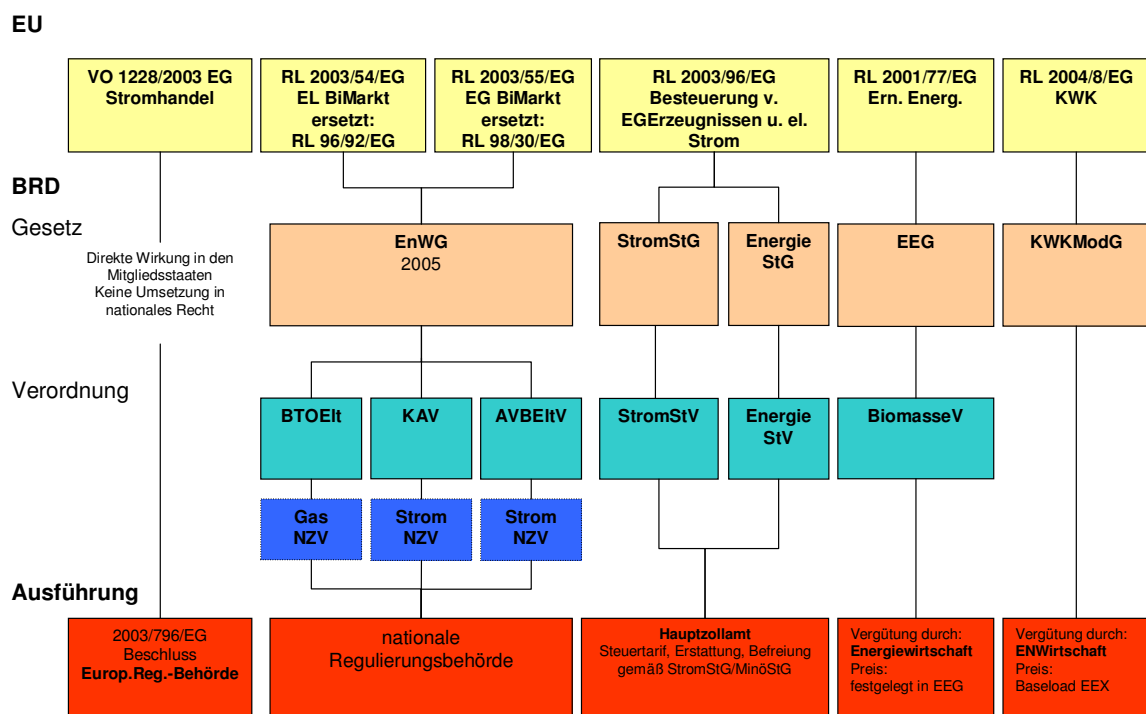 EU
VO 1228/2003 EG
Stromhandel
RL 2003/54/EG
EL BiMarkt
ersetzt:
RL 96/92/EG
RL 2003/55/EG
EG BiMarkt
ersetzt:
RL 98/30/EG
RL 2003/96/EG
Besteuerung v.
EGErzeugnissen u. el.
Strom
RL 2001/77/EG
Ern. Energ.
RL 2004/8/EG
KWK
BRD
Gesetz
Direkte Wirkung in den
Mitgliedsstaaten
Keine Umsetzung in
nationales Recht
EnWG
2005
StromStG
Energie
StG
EEG
KWKModG
Verordnung
BTOElt
KAV
AVBEltV
StromStV
Energie
StV
BiomasseV
Gas
NZV
Strom
NZV
Strom
NZV
Ausführung
2003/796/EG
Beschluss
Europ.Reg.-Behörde
nationale
Regulierungsbehörde
Hauptzollamt
Steuertarif, Erstattung, Befreiung
gemäß StromStG/MinöStG
Vergütung durch:
Energiewirtschaft
Preis:
festgelegt in EEG
Vergütung durch:
ENWirtschaft
Preis:
Baseload EEX